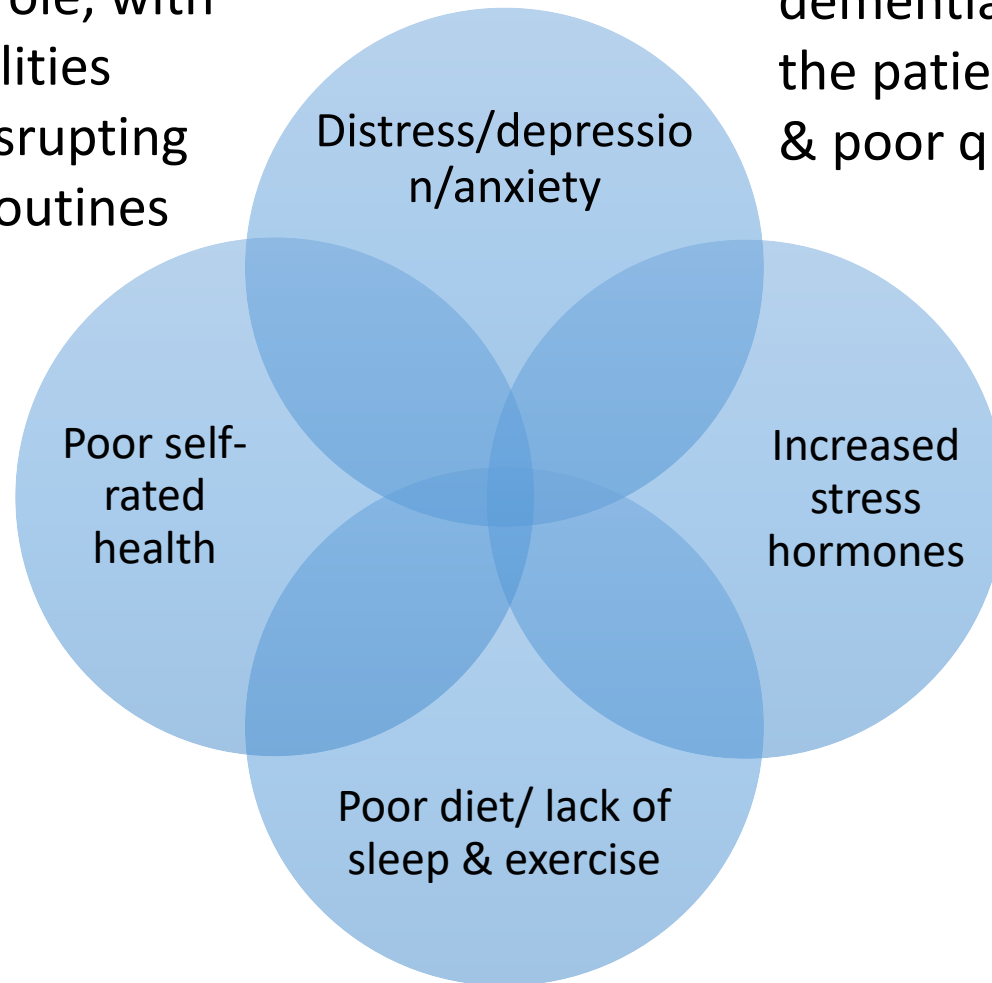 role, with
lities
srupting
outines
dementia
the patie
& poor q
Distress/depressio
n/anxiety
Poor self-
rated
health
Increased
stress
hormones
Poor diet/ lack of
sleep & exercise